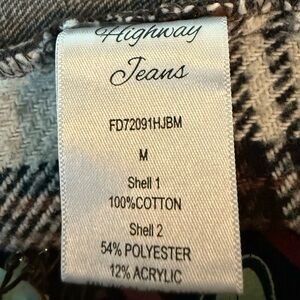 Highway
Jeans
FD72091HJBM
M
Shell 1
100%COTTON
Shell 2
54% POLYESTER
12% ACRYLIC